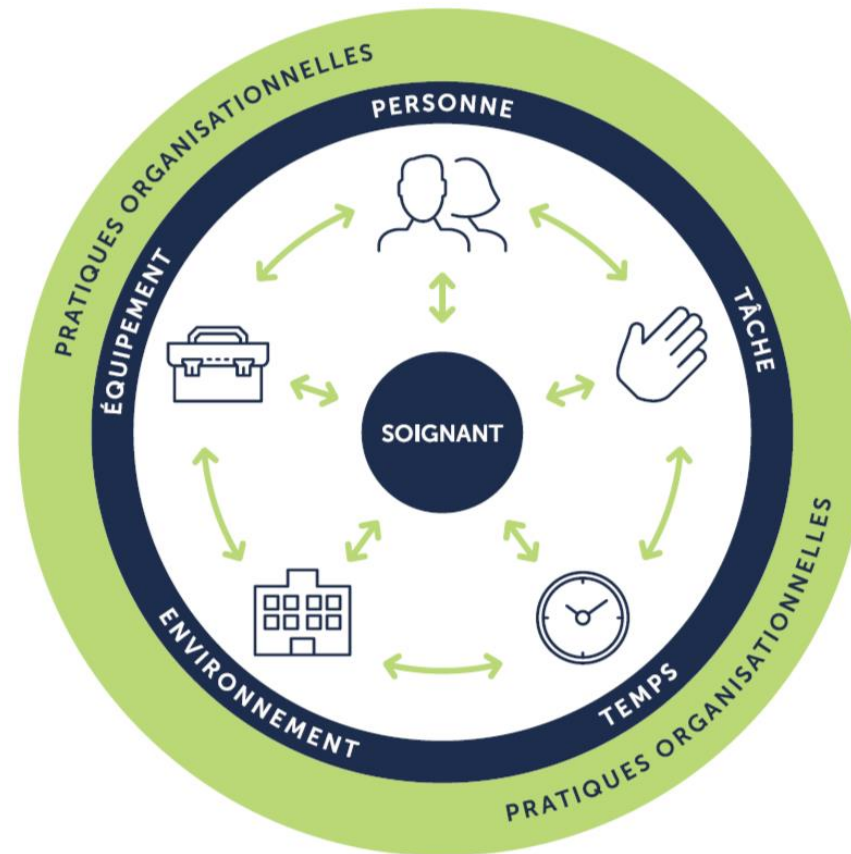 PRATIQUES ORGANISATIONNELLES
PERSONNE
ÉQUIPEMENT
TÂCHE
SOIGNANT
ENVIRONNEMENT
TEMPS
PRATIQUES ORGANISATIONNELLES